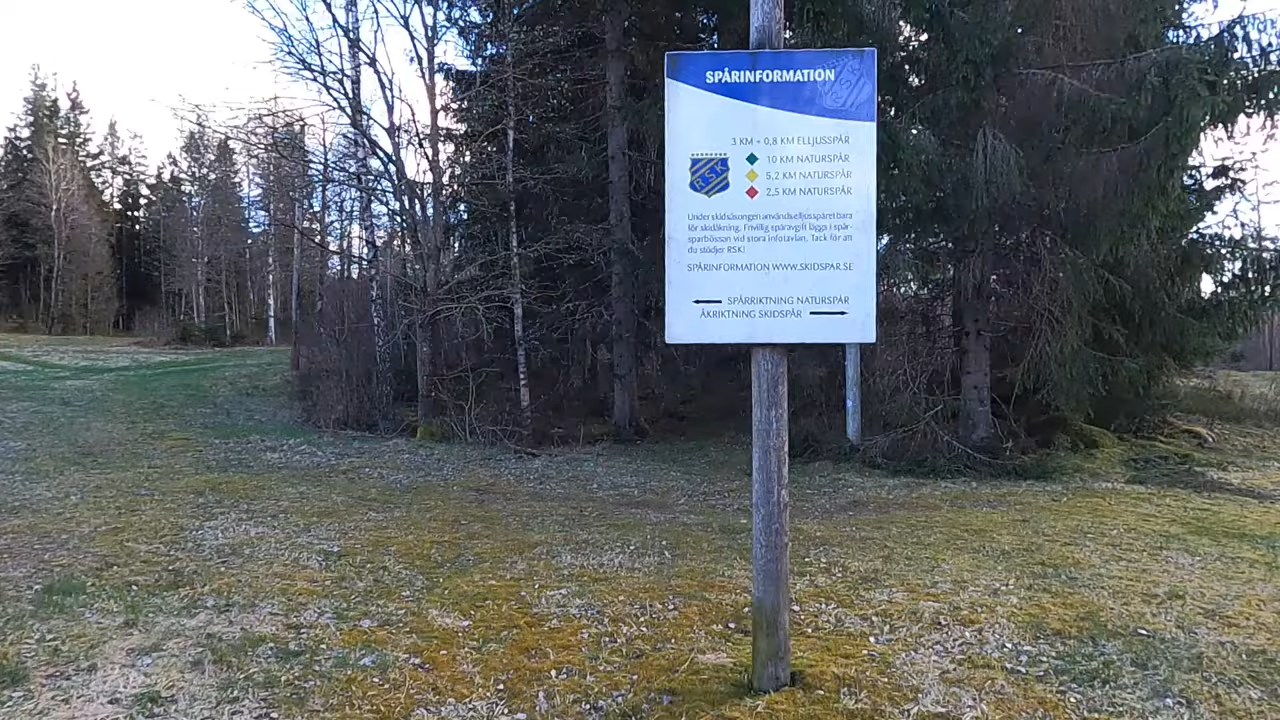 SPÅRINFORMATION
RSK
3 KM + 0,8 KM ELLJUSSPÅR
10 KM NATURSPÅR
5,2 KM NATURSPÅR
2,5 KM NATURSPÅR
RSK
Under skidsäsongen används elljusspåret bara
för skidåkning. Frivillig spåravgift läggs i spår-
sparbössan vid stora infotavlan. Tack för att
du stödjer RSK!
SPÅRINFORMATION WWW.SKIDSPAR.SE
SPÅRRIKTNING NATURSPÅR
ÅKRIKTNING SKIDSPÅR